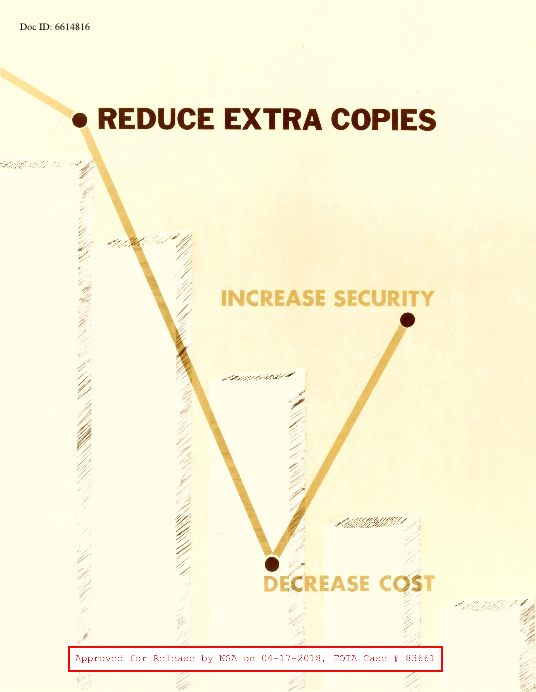 Doc ID: 6614816
REDUCE EXTRA COPIES
INCREASE SECURITY
DECREASE COST
Approved for Release by NSA on 04-17-2018, FOIA Case # 83661